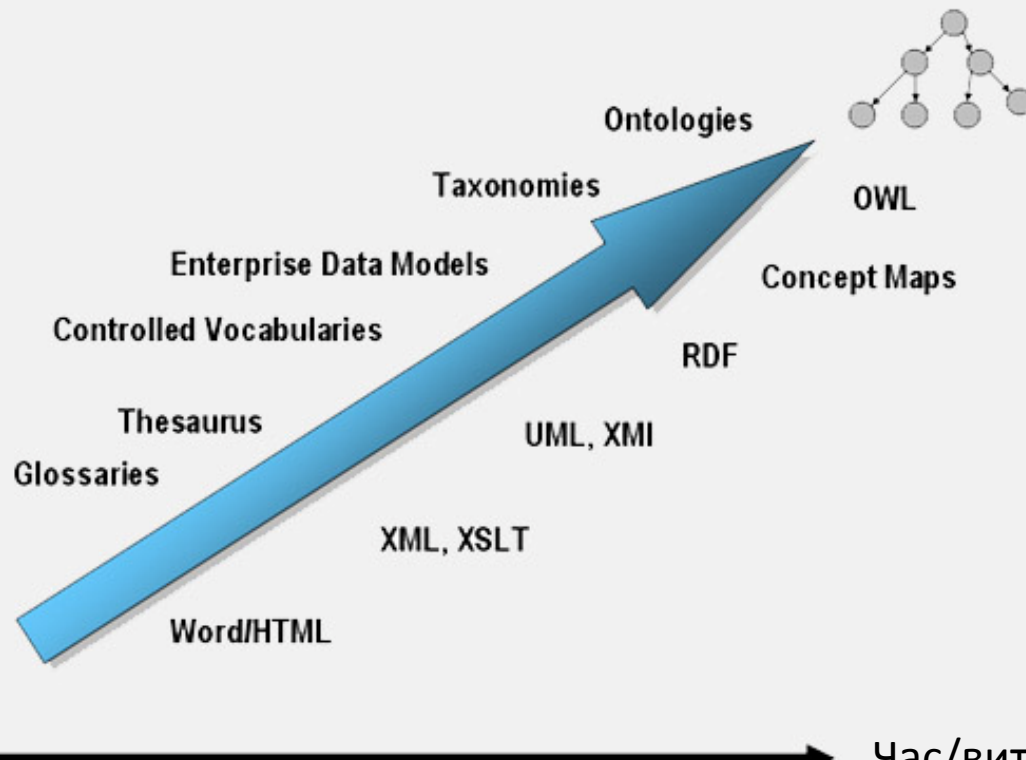 Ontologies
Taxonomies
OWL
Enterprise Data Models
Concept Maps
Controlled Vocabularies
RDF
Thesaurus
UML, XMI
Glossaries
XML, XSLT
Word/HTML